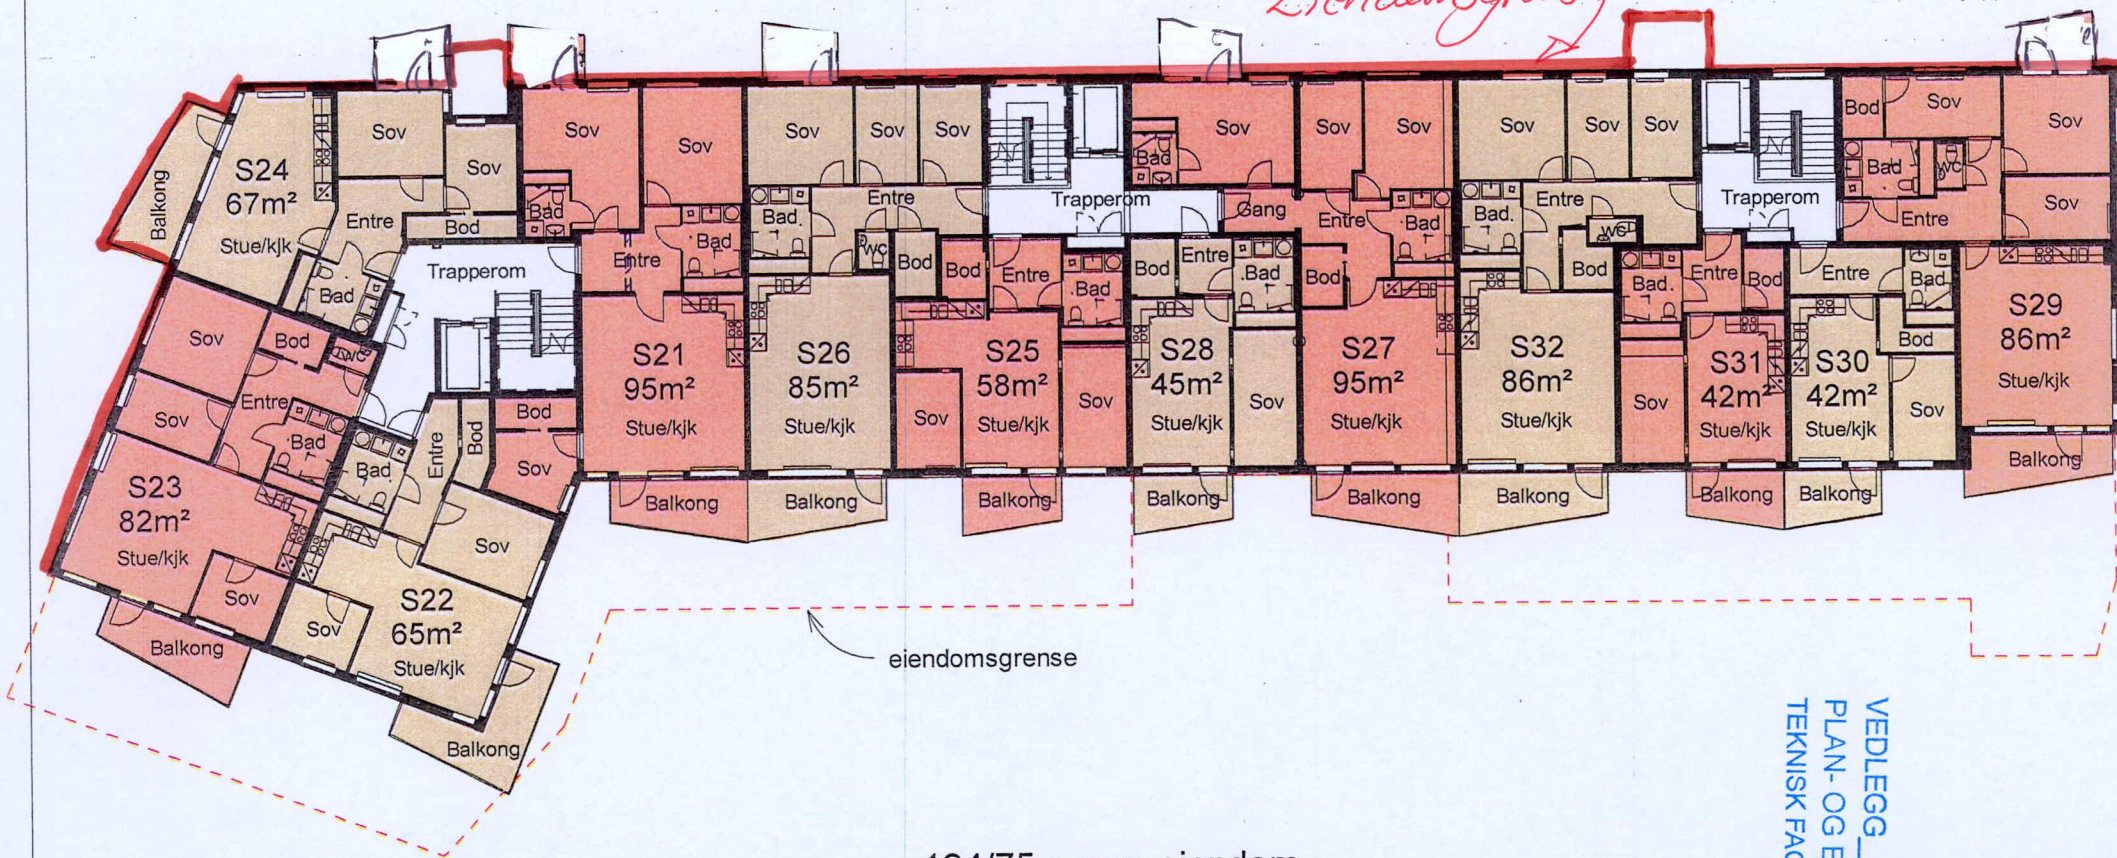 Eiendomsgrense
S24
67m²
Stue/kjk
Balkong
Sov
Sov
Entre
Bod
Bad
Trapperom
Sov
Bod
WC
Sov
Entre
Bad
S23
82m²
Stue/kjk
Sov
Balkong
Bad
Entre
Bod
Bod
Sov
Sov
Sov
S22
65m²
Stue/kjk
Balkong
Sov
Sov
Bad
Entre
Bad
S21
95m²
Stue/kjk
Balkong
Sov
Sov
Sov
Bad.
Entre
WC
Bod
S26
85m²
Stue/kjk
Balkong
Bod
Entre
Bad
S25
58m²
Stue/kjk
Sov
Sov
Balkong
Trapperom
Bod
Entre
Bad
S28
45m²
Stue/kjk
Sov
Balkong
Sov
Bad
Sov
Sov
Gang
Entre
Bad
Bod
S27
95m²
Stue/kjk
Balkong
Sov
Sov
Sov
Bad.
Entre
WC
Bod
S32
86m²
Stue/kjk
Balkong
Trapperom
Bad.
Entre
Bod
Sov
S31
42m²
Stue/kjk
Balkong
Entre
Bad
Bod
S30
42m²
Stue/kjk
Sov
Balkong
Bod
Sov
Sov
Bad
WC
Entre
Sov
S29
86m²
Stue/kjk
Balkong
eiendomsgrense
VEDLEGG
PLAN- OG
TEKNISK